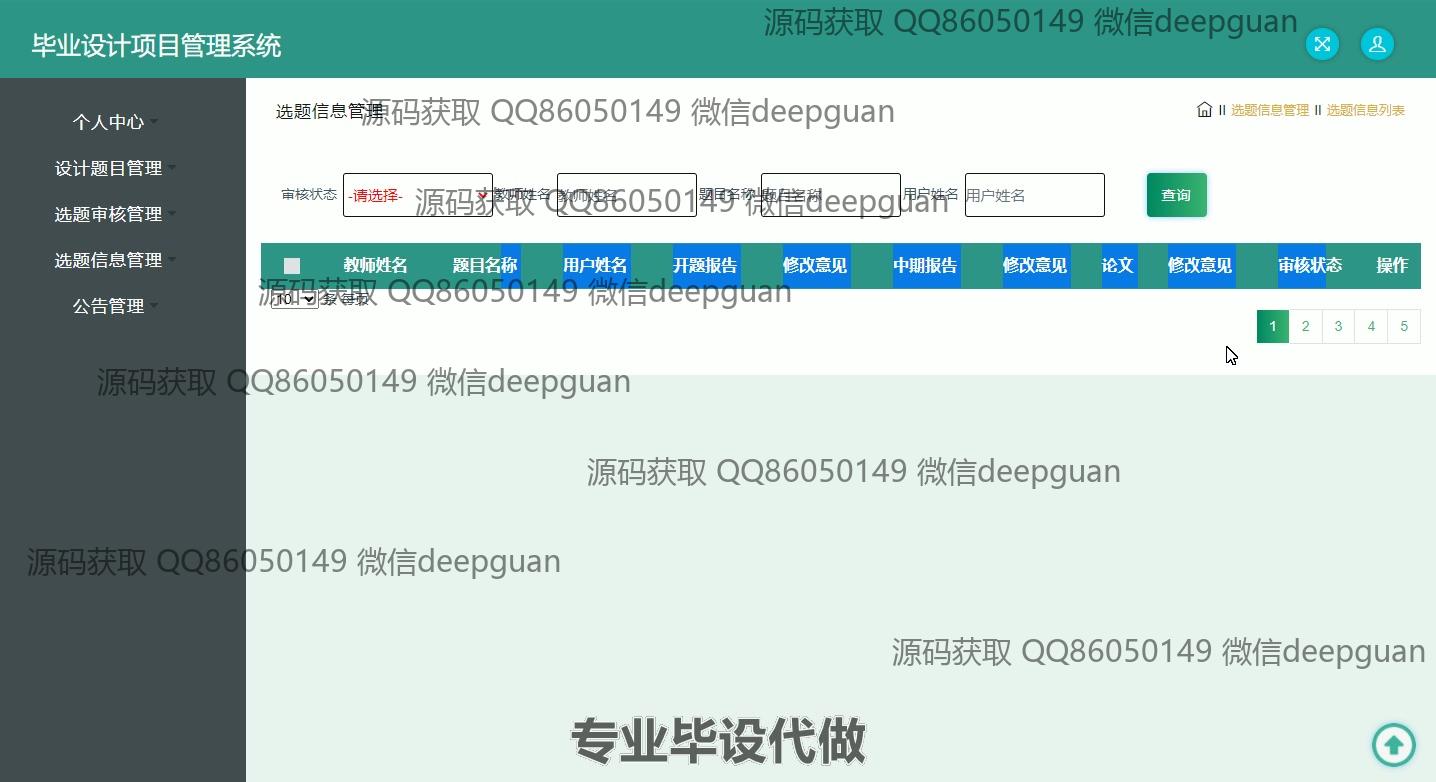 源码获取 QQ86050149 微信deepguan
毕业设计项目管理系统
个人中心
设计题目管理
选题审核管理
选题信息管理
公告管理
选题信息管理
源码获取 QQ86050149 微信deepguan
选题信息管理 选题信息列表
审核状态 -请选择- 教师姓名 教师姓名 题目名称 题目名称 用户姓名 用户姓名 查询
源码获取 QQ86050149 微信deepguan
教师姓名 题目名称 用户姓名 开题报告 修改意见 中期报告 修改意见 论文 修改意见 审核状态 操作
源码获取 QQ86050149 微信deepguan
10 条 每页
1 2 3 4 5
源码获取 QQ86050149 微信deepguan
源码获取 QQ86050149 微信deepguan
源码获取 QQ86050149 微信deepguan
源码获取 QQ86050149 微信deepguan
专业毕设代做